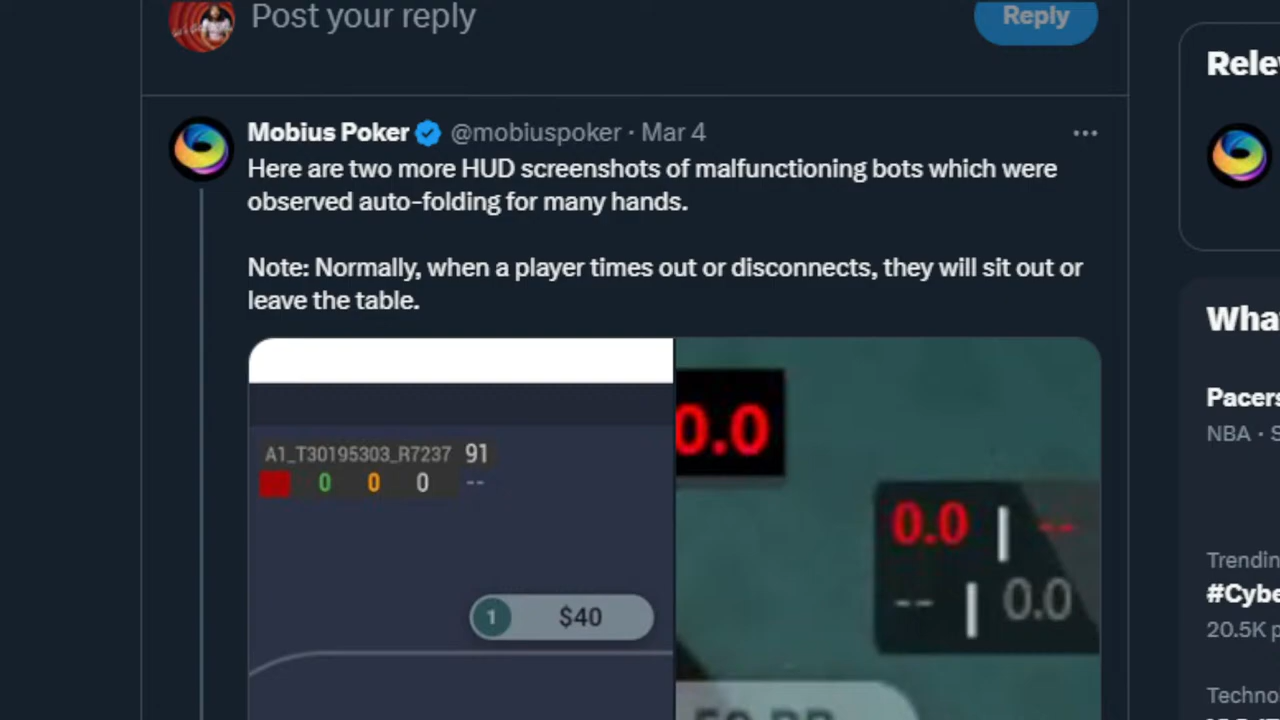 Post your reply
Reply
Mobius Poker @mobiuspoker · Mar 4
Here are two more HUD screenshots of malfunctioning bots which were
observed auto-folding for many hands.
Note: Normally, when a player times out or disconnects, they will sit out or
leave the table.
A1_T30195303_R7237 91
0 0 0 --
1 $40
0.0
0.0 | --
-- | 0.0
Rele
Wha
Pacers
NBA · S
Trendin
#Cybe
20.5K p
Techno